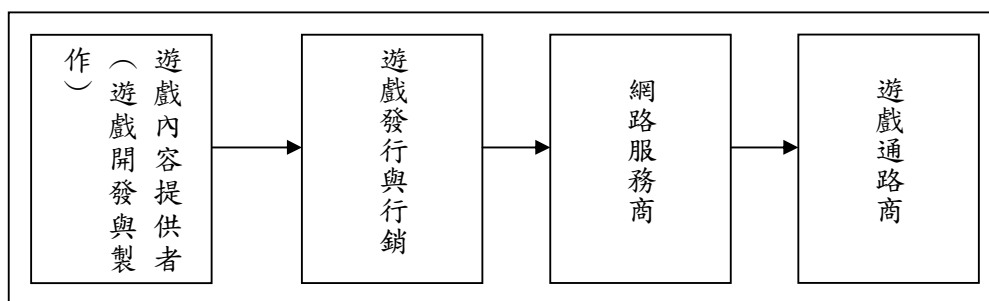 遊戲內容提供者
（遊戲開發與製
作）
遊戲發行與行銷
網路服務商
遊戲通路商